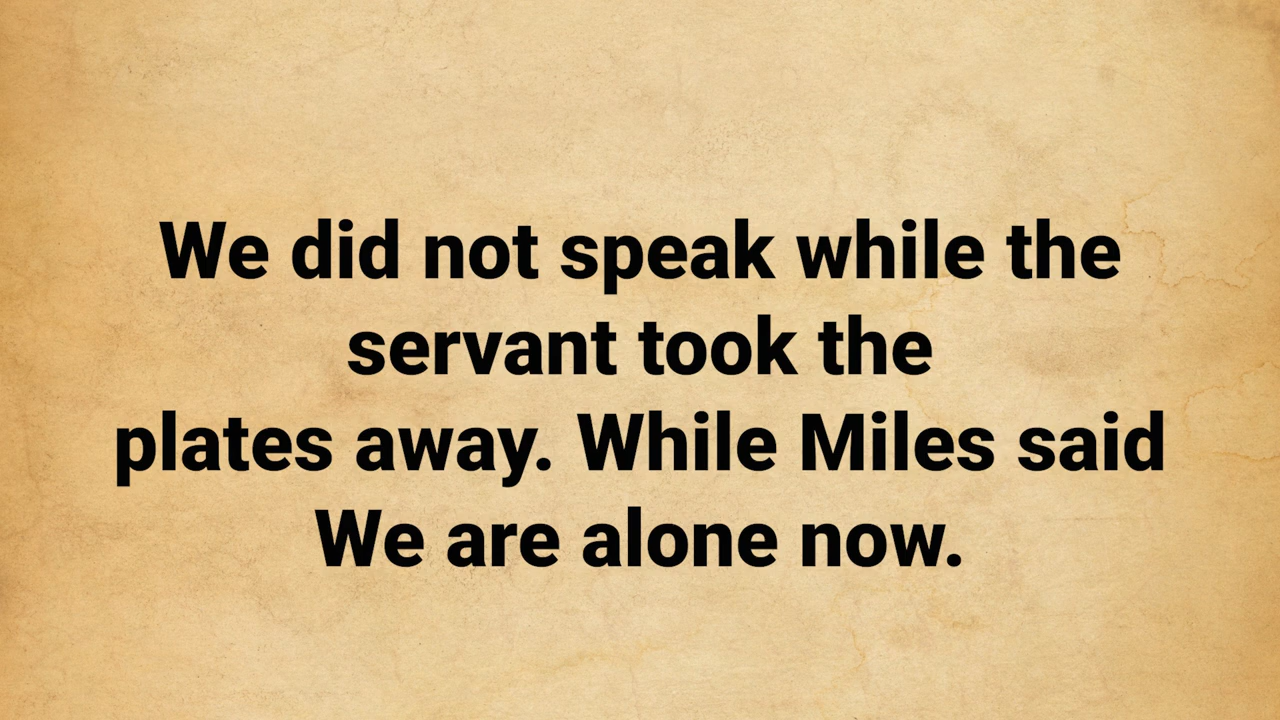 We did not speak while the
servant took the
plates away. While Miles said
We are alone now.